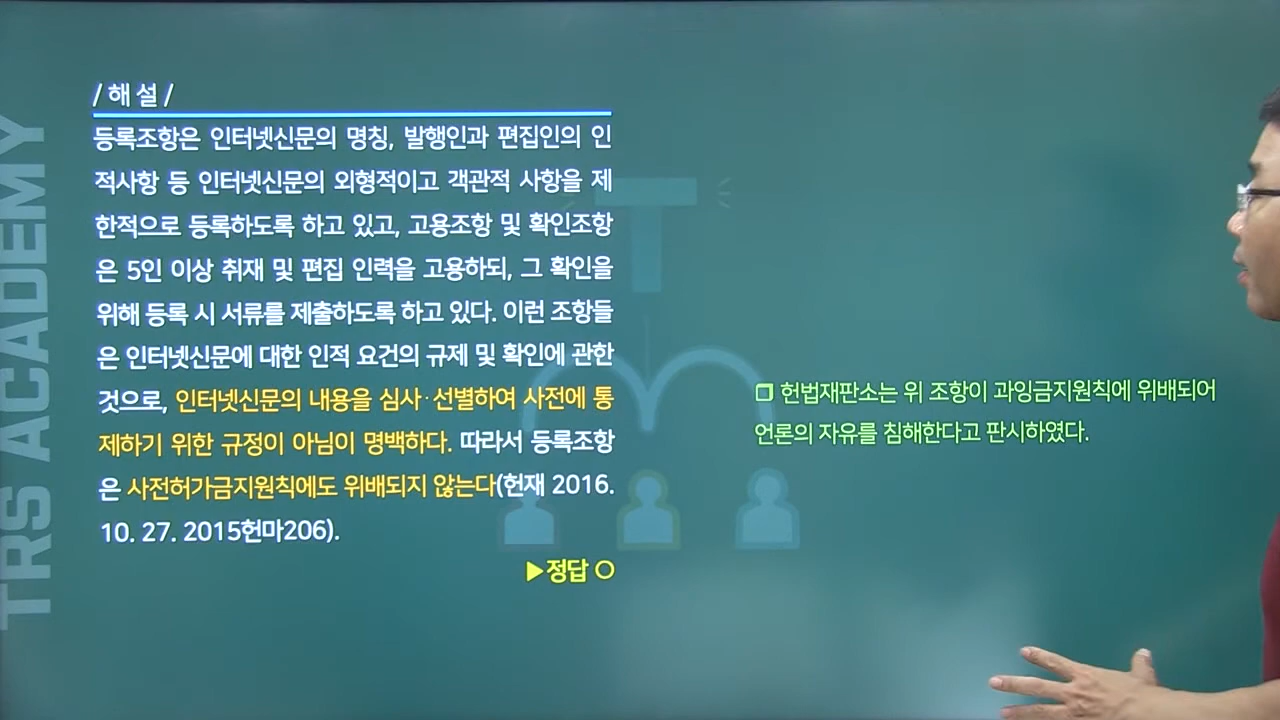 / 해 설 /
등록조항은 인터넷신문의 명칭, 발행인과 편집인의 인
적사항 등 인터넷신문의 외형적이고 객관적 사항을 제
한적으로 등록하도록 하고 있고, 고용조항 및 확인조항
은 5인 이상 취재 및 편집 인력을 고용하되, 그 확인을
위해 등록 시 서류를 제출하도록 하고 있다. 이런 조항들
은 인터넷신문에 대한 인적 요건의 규제 및 확인에 관한
것으로, 인터넷신문의 내용을 심사·선별하여 사전에 통
제하기 위한 규정이 아님이 명백하다. 따라서 등록조항
은 사전허가금지원칙에도 위배되지 않는다(헌재 2016.
10. 27. 2015헌마206).
▶정답 O
❒ 헌법재판소는 위 조항이 과잉금지원칙에 위배되어
언론의 자유를 침해한다고 판시하였다.
TRS ACADEMY